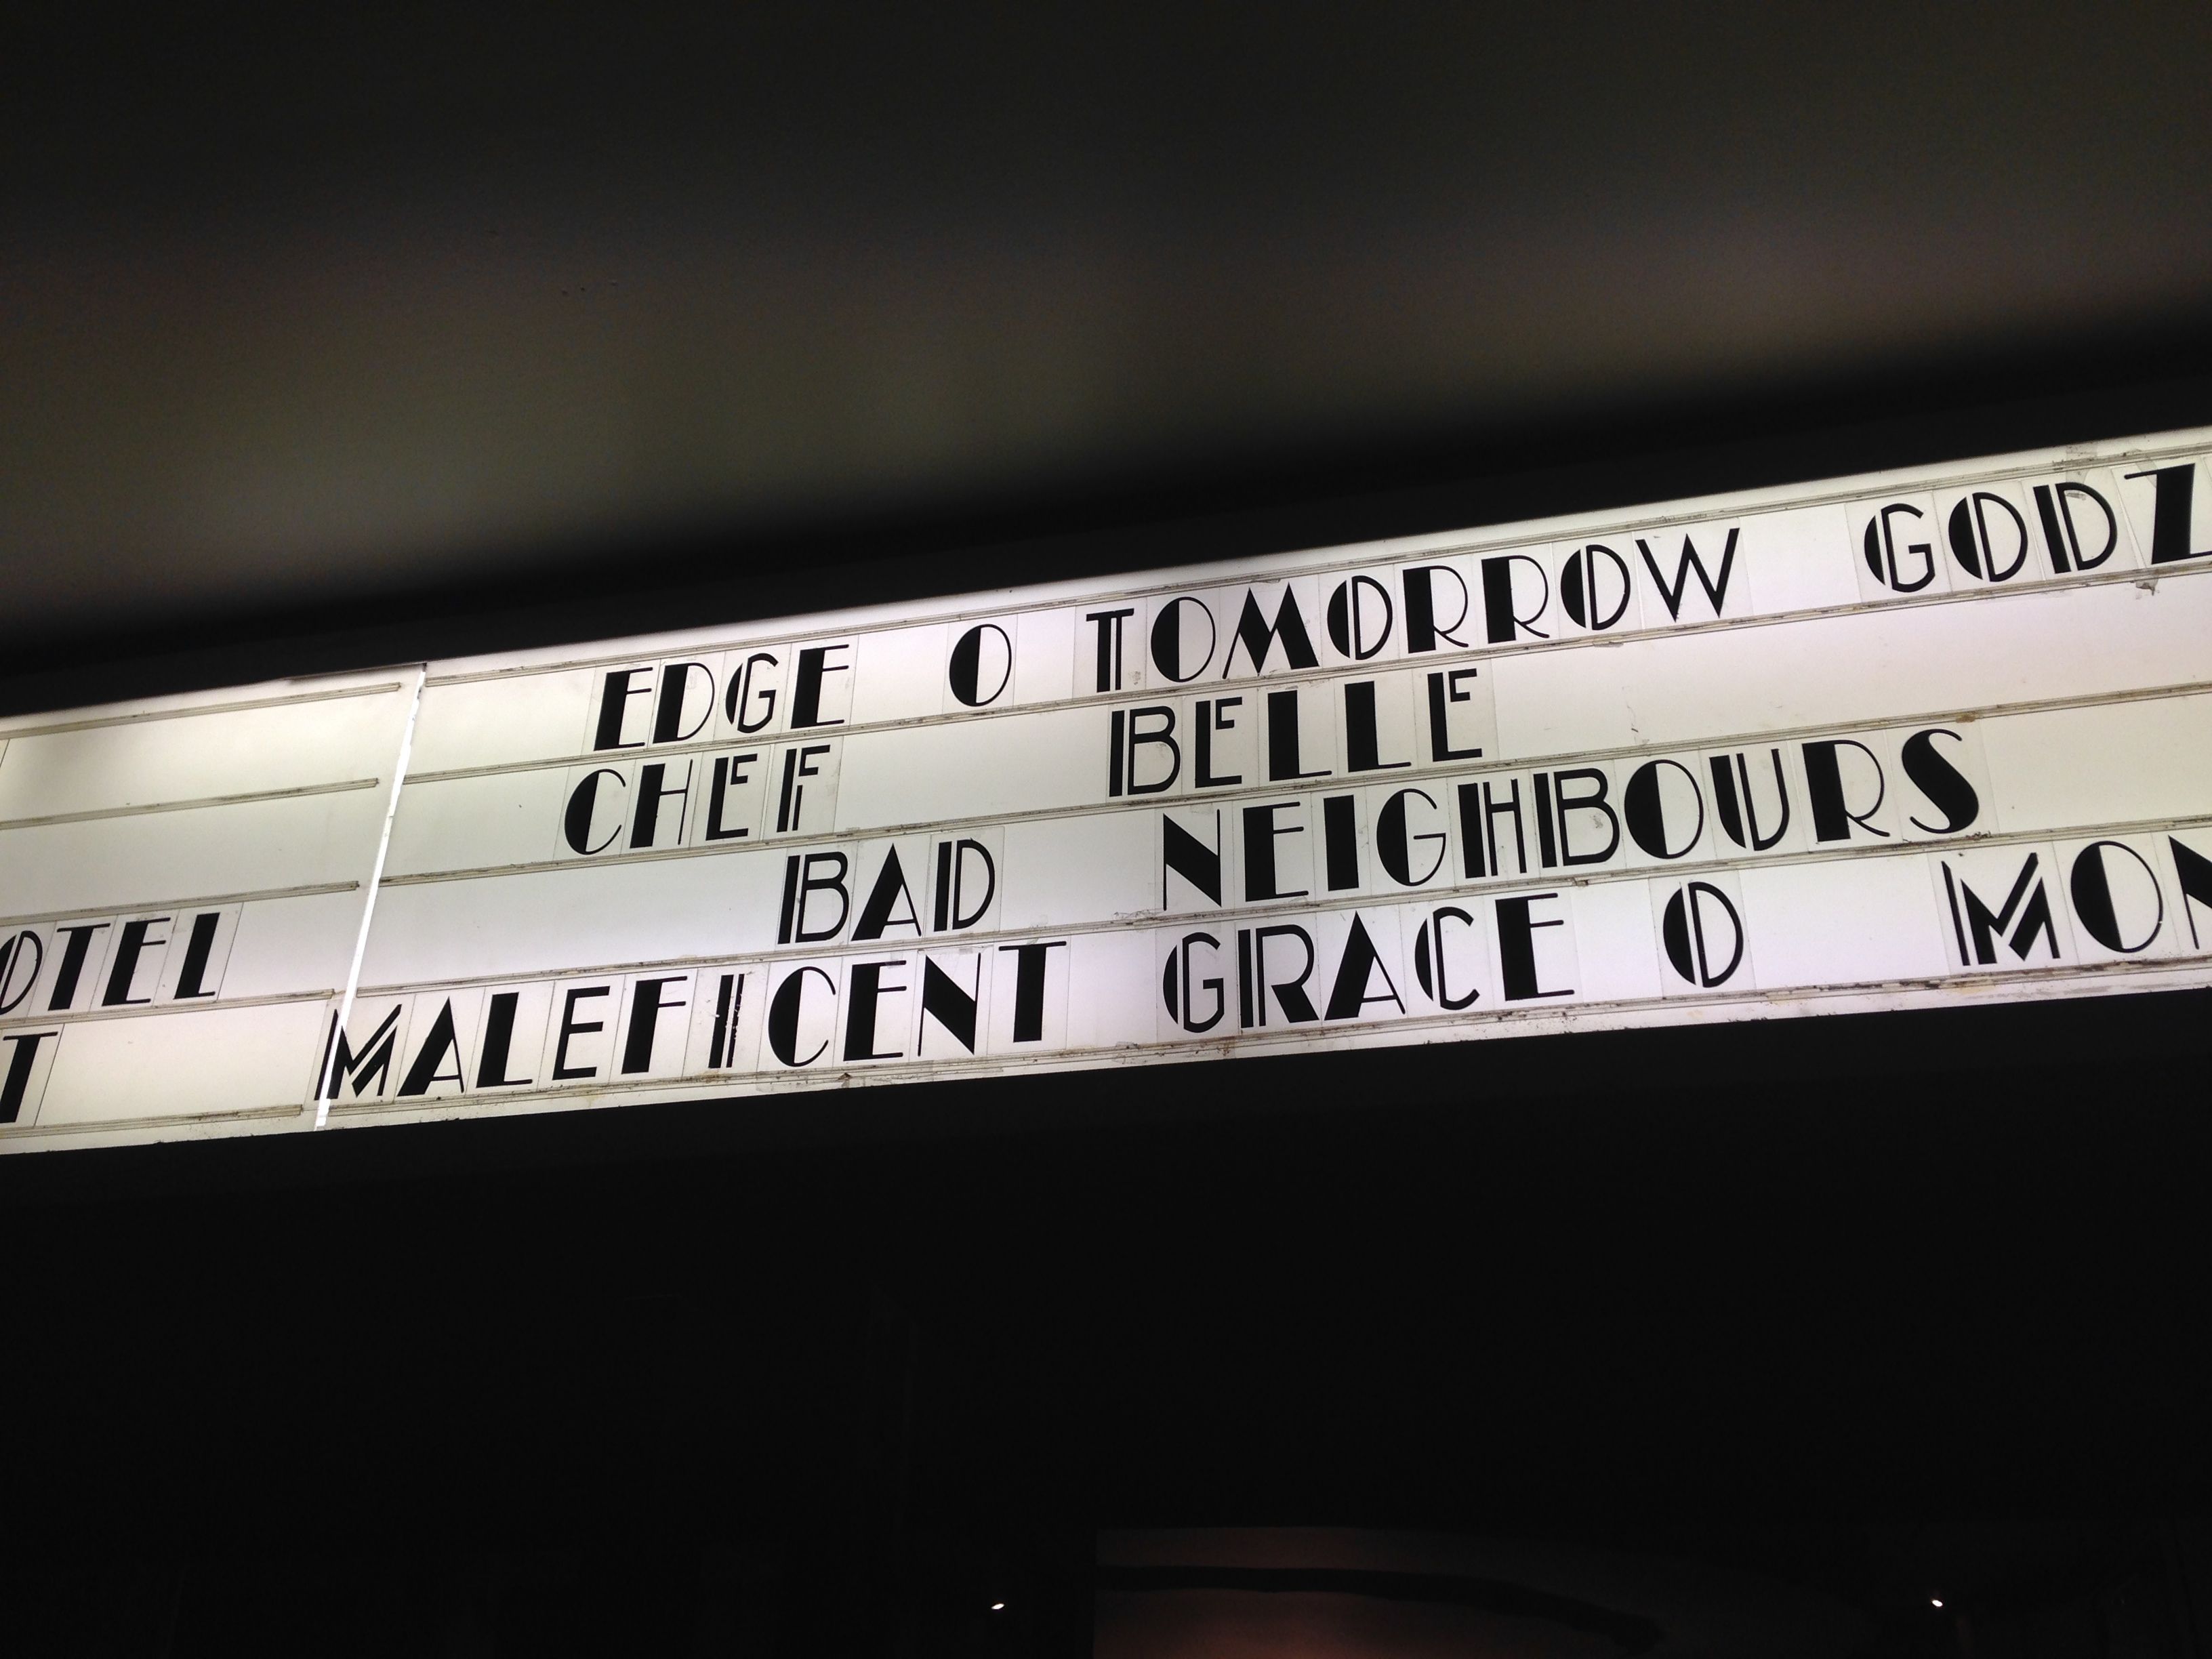 EDGE O TOMORROW GODZ
CHEF BELLE
OTEL BAD NEIGHBOURS
T MALEFICENT GRACE O MON